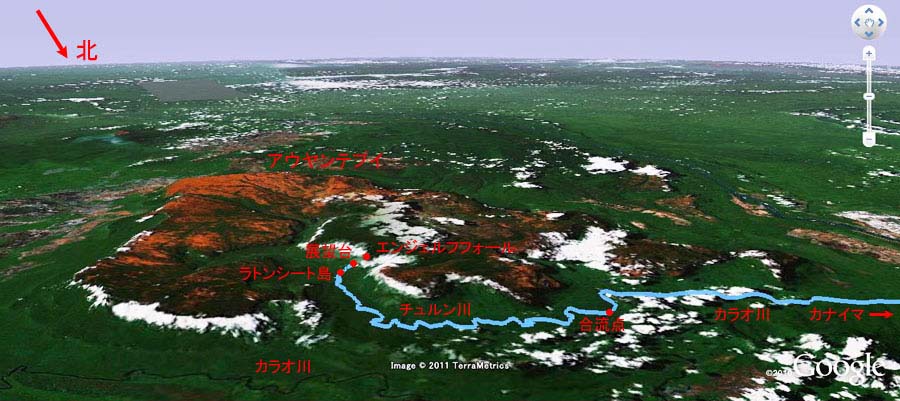 北
アウヤンテプイ
展望台
エンジェルフフォール
ラトンシート島
チュルン川
合流点
カラオ川
カナイマ
カラオ川
Image © 2011 TerraMetrics
Google